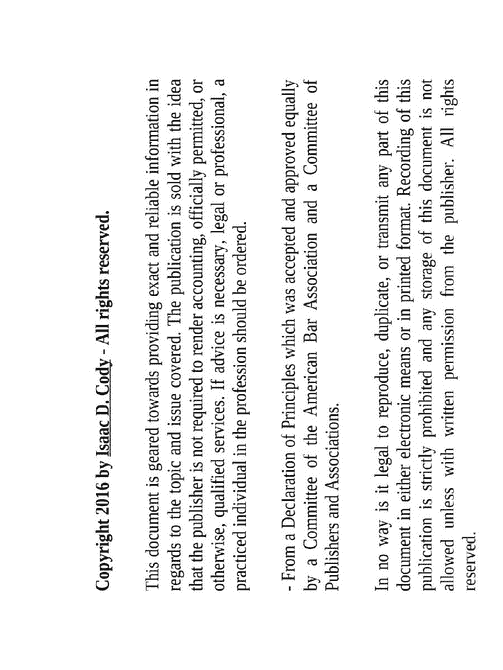 Copyright 2016 by Isaac D. Cody - All rights reserved.
This document is geared towards providing exact and reliable information in
regards to the topic and issue covered. The publication is sold with the idea
that the publisher is not required to render accounting, officially permitted, or
otherwise, qualified services. If advice is necessary, legal or professional, a
practiced individual in the profession should be ordered.
- From a Declaration of Principles which was accepted and approved equally
by a Committee of the American Bar Association and a Committee of
Publishers and Associations.
In no way is it legal to reproduce, duplicate, or transmit any part of this
document in either electronic means or in printed format. Recording of this
publication is strictly prohibited and any storage of this document is not
allowed unless with written permission from the publisher. All rights
reserved.